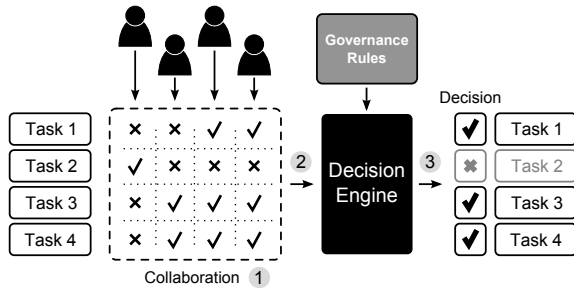 Governance
Rules
Decision
Task 1
Task 2
Task 3
Task 4
2
Decision
Engine
3
Task 1
Task 2
Task 3
Task 4
Collaboration 1